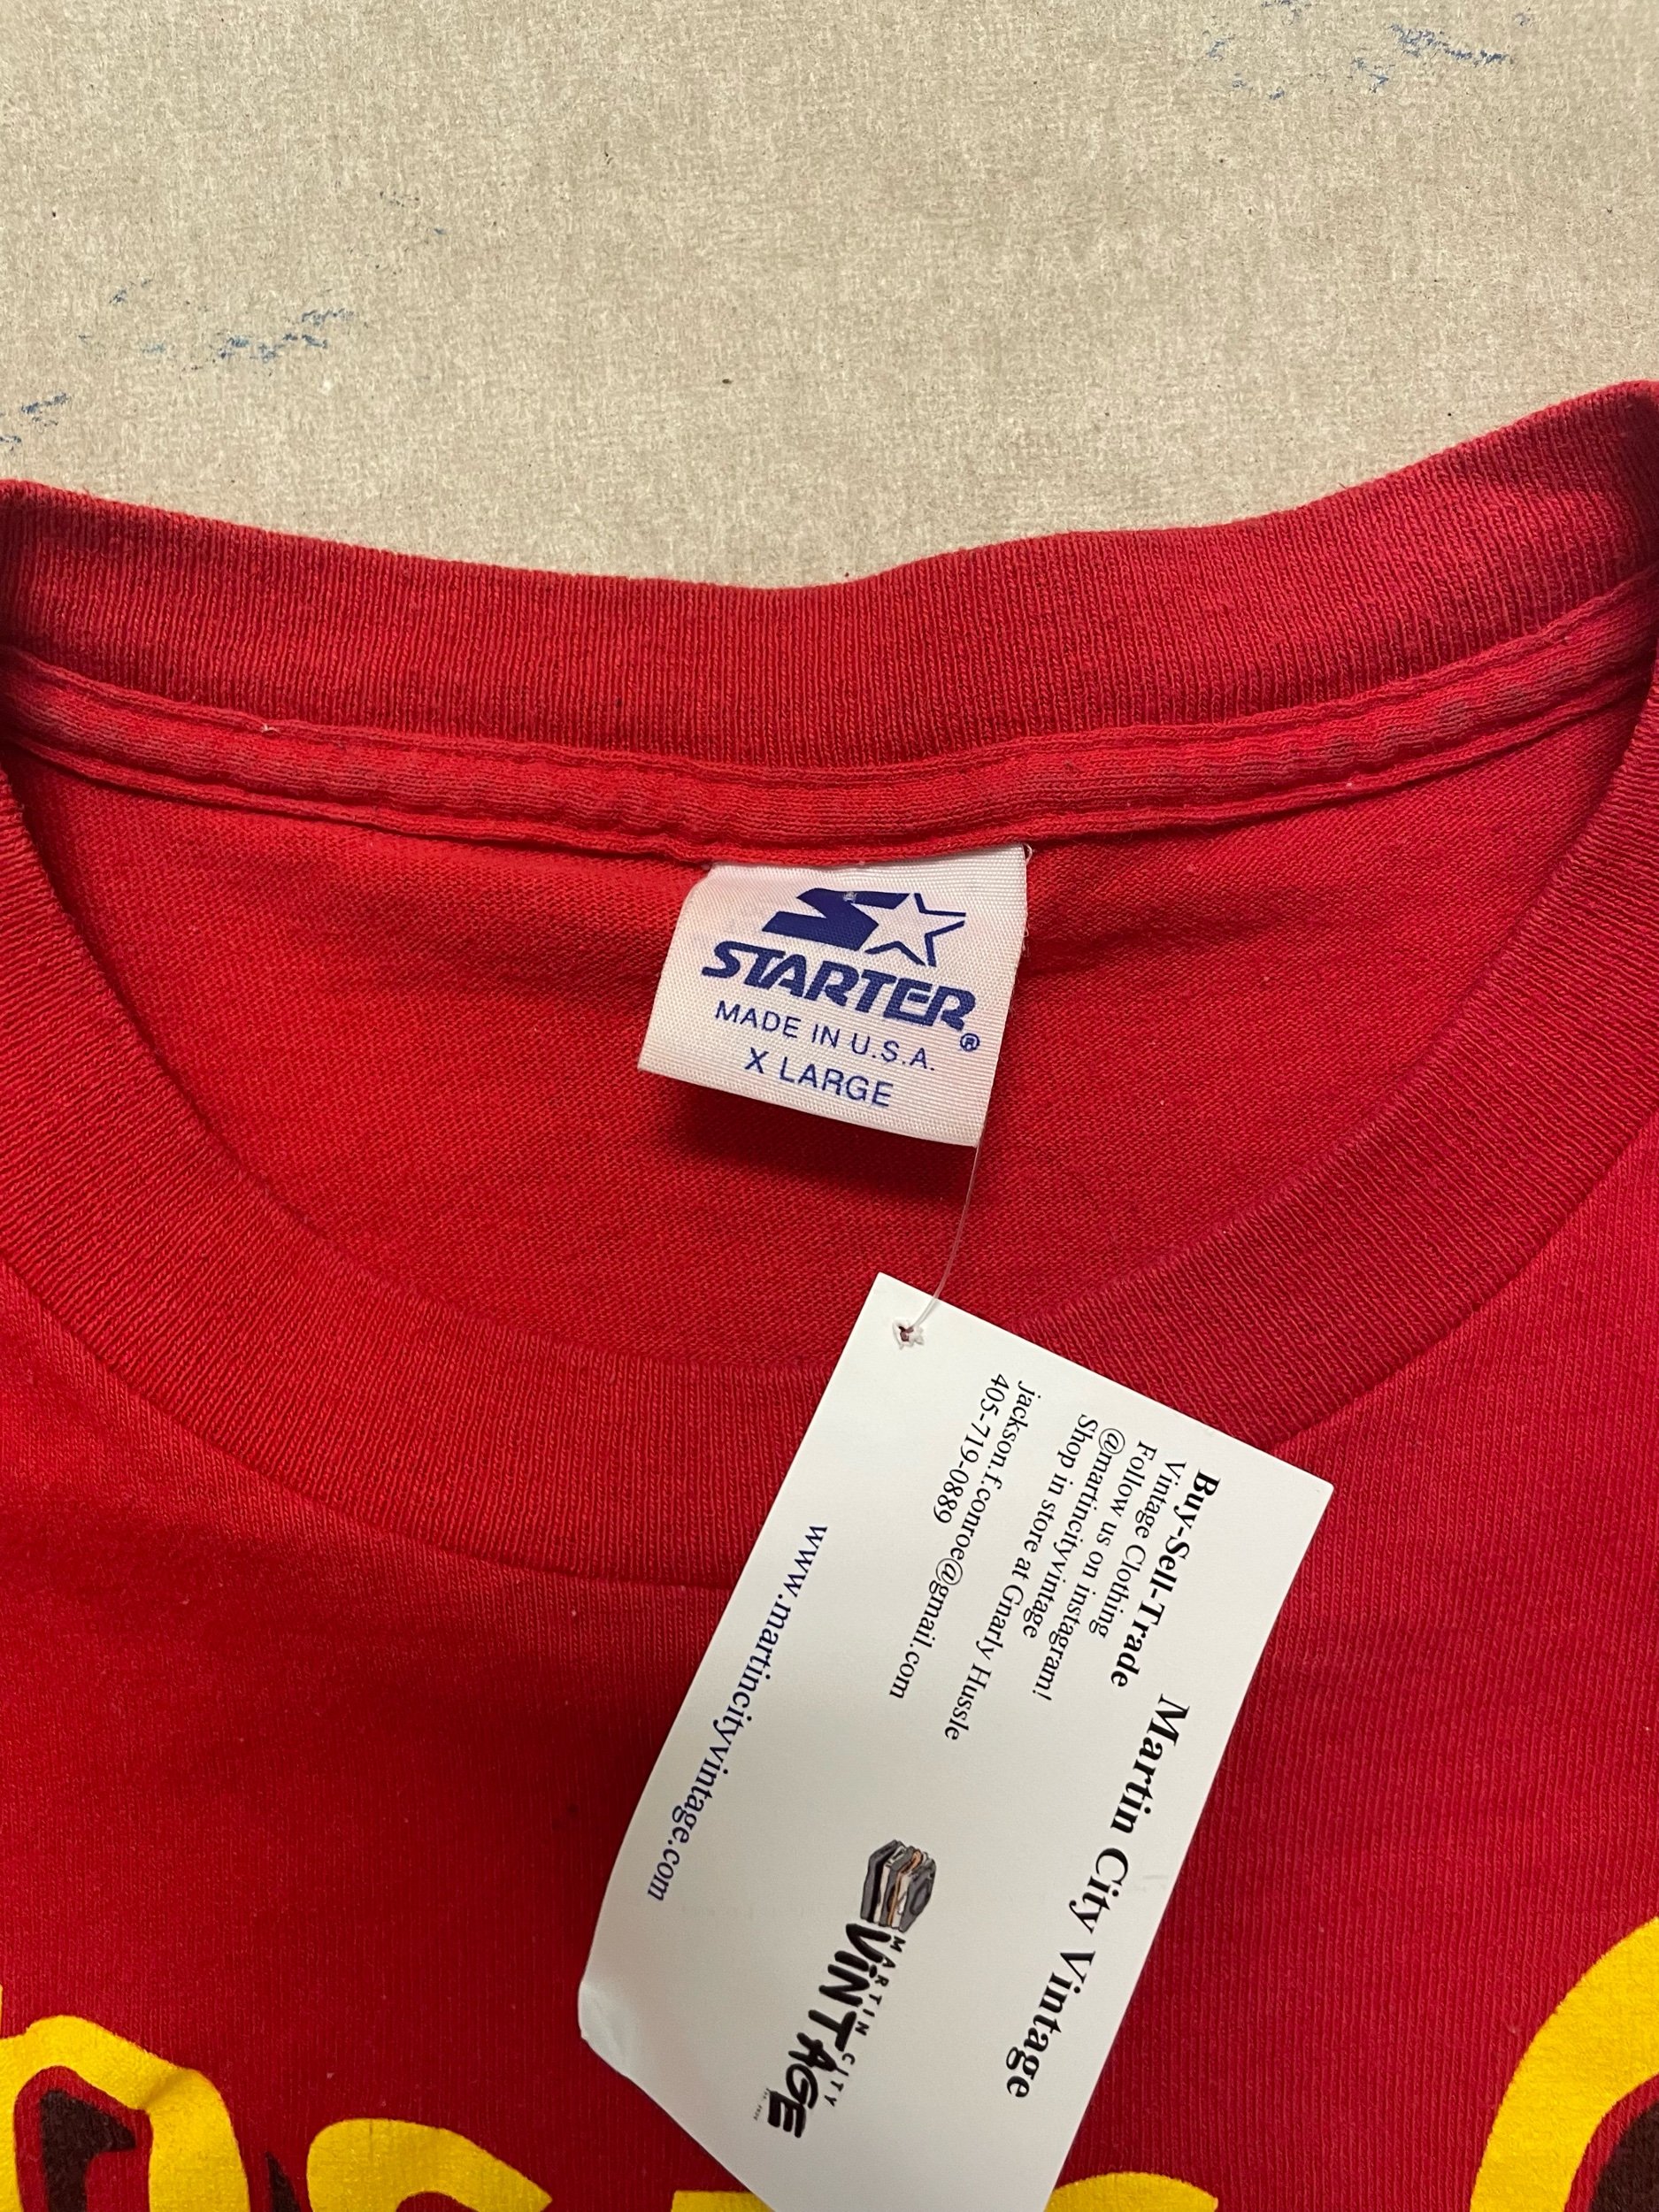 STARTER®
MADE IN U.S.A.
X LARGE
Buy-Sell-Trade
Vintage Clothing
Follow us on instagram!
@martincityvintage
Shop in store at Gnarly Hussle
jackson.f.conroe@gmail.com
405-719-0889
Martin City Vintage
MARTIN CITY
ViNTAGE
www.martincityvintage.com